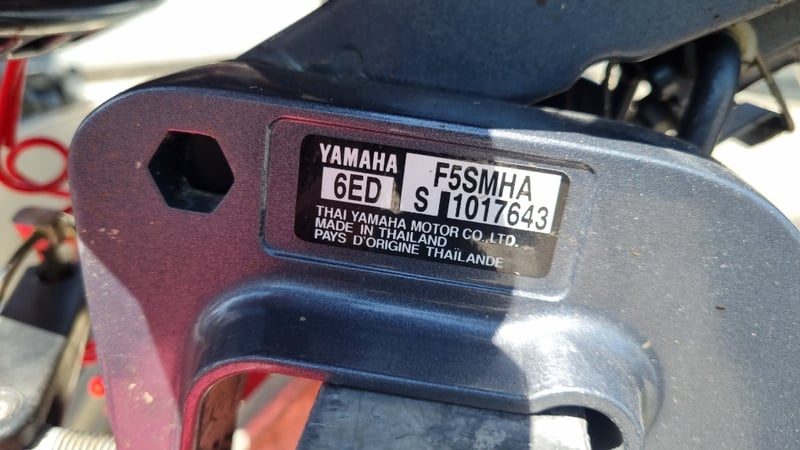 YAMAHA
F5SMHA
6ED
S 1017643
THAI YAMAHA MOTOR CO.,LTD.
MADE IN THAILAND
PAYS D'ORIGINE THAÏLANDE